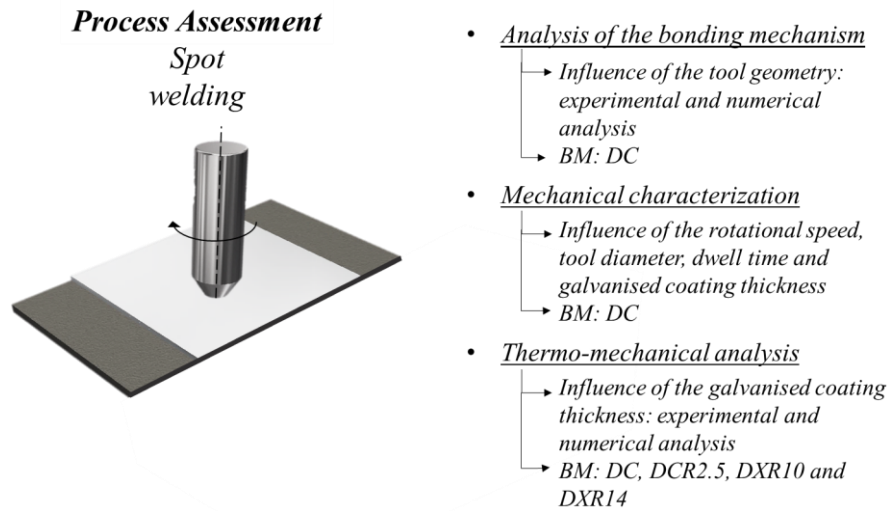 Process Assessment
Spot
welding
• Analysis of the bonding mechanism
Influence of the tool geometry:
experimental and numerical
analysis
BM: DC
• Mechanical characterization
Influence of the rotational speed,
tool diameter, dwell time and
galvanised coating thickness
BM: DC
• Thermo-mechanical analysis
Influence of the galvanised coating
thickness: experimental and
numerical analysis
BM: DC, DCR2.5, DXR10 and
DXR14